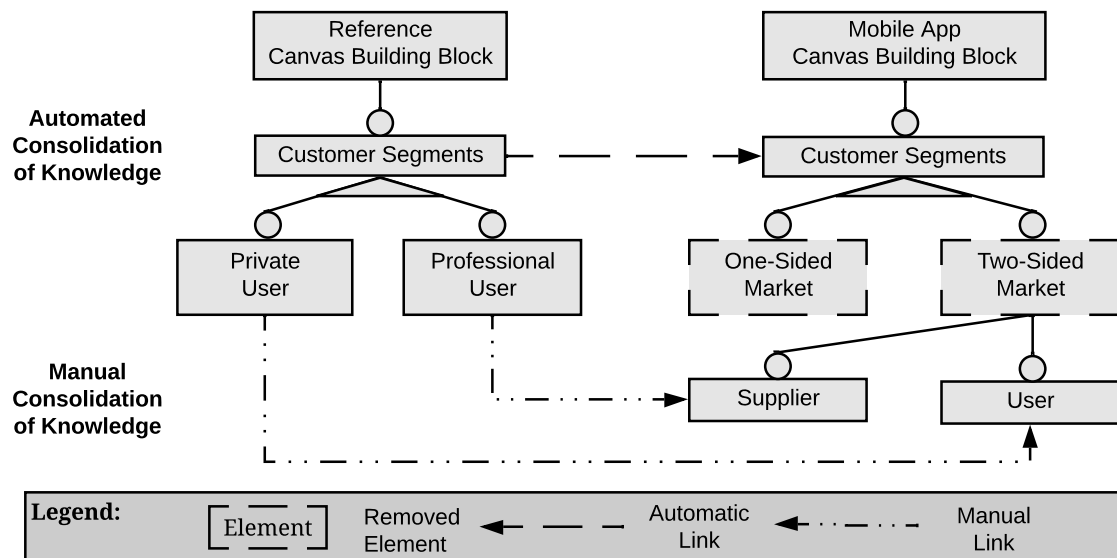 Reference
Canvas Building Block
Mobile App
Canvas Building Block
Automated
Consolidation
of Knowledge
Customer Segments
Customer Segments
Private
User
Professional
User
One-Sided
Market
Two-Sided
Market
Manual
Consolidation
of Knowledge
Supplier
User
Legend:
Element
Removed
Element
Automatic
Link
Manual
Link